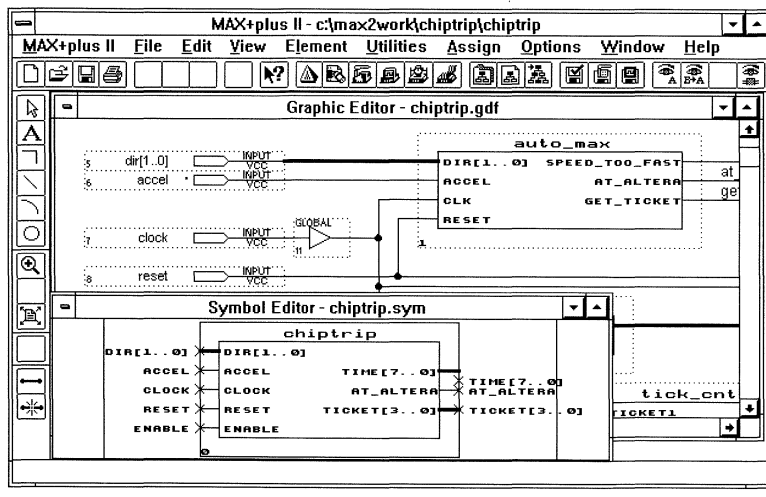 MAX+plus II - c:\max2work\chiptrip\chiptrip
MAX+plus II File Edit View Element Utilities Assign Options Window Help
Graphic Editor - chiptrip.gdf
auto_max
5 dir[1..0] INPUT VCC
DIR[1..0] SPEED_TOO_FAST
6 accel INPUT VCC
ACCEL AT_ALTERA
at
CLK GET_TICKET
ge
RESET
1
7 clock INPUT VCC
GLOBAL
11
8 reset INPUT VCC
Symbol Editor - chiptrip.sym
chiptrip
DIR[1..0] DIR[1..0]
ACCEL ACCEL TIME[7..0] TIME[7..0]
CLOCK CLOCK AT_ALTERA AT_ALTERA
RESET RESET TICKET[3..0] TICKET[3..0]
ENABLE ENABLE
0
tick_cnt
TICKET1